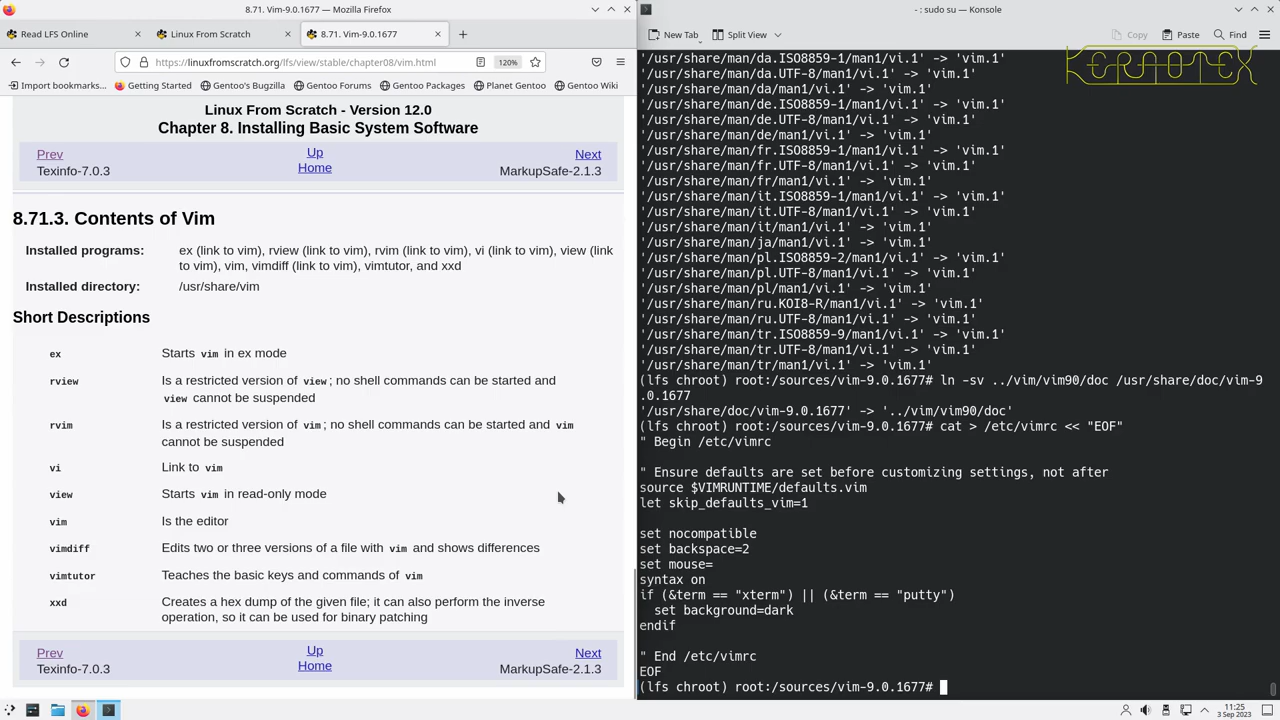 8.71. Vim-9.0.1677 — Mozilla Firefox
Read LFS Online
Linux From Scratch
8.71. Vim-9.0.1677
https://linuxfromscratch.org/lfs/view/stable/chapter08/vim.html
120%
Import bookmarks...
Getting Started
Gentoo's Bugzilla
Gentoo Forums
Gentoo Packages
Planet Gentoo
Gentoo Wiki
Linux From Scratch - Version 12.0
Chapter 8. Installing Basic System Software
Prev
Up
Next
Texinfo-7.0.3
Home
MarkupSafe-2.1.3
8.71.3. Contents of Vim
Installed programs: ex (link to vim), rview (link to vim), rvim (link to vim), vi (link to vim), view (link
to vim), vim, vimdiff (link to vim), vimtutor, and xxd
Installed directory: /usr/share/vim
Short Descriptions
ex Starts vim in ex mode
rview Is a restricted version of view; no shell commands can be started and
view cannot be suspended
rvim Is a restricted version of vim; no shell commands can be started and vim
cannot be suspended
vi Link to vim
view Starts vim in read-only mode
vim Is the editor
vimdiff Edits two or three versions of a file with vim and shows differences
vimtutor Teaches the basic keys and commands of vim
xxd Creates a hex dump of the given file; it can also perform the inverse
operation, so it can be used for binary patching
Prev
Up
Next
Texinfo-7.0.3
Home
MarkupSafe-2.1.3
- : sudo su — Konsole
New Tab
Split View
Copy
Paste
Find
KERNOTEX
'/usr/share/man/da.ISO8859-1/man1/vi.1' -> 'vim.1'
'/usr/share/man/da.UTF-8/man1/vi.1' -> 'vim.1'
'/usr/share/man/da/man1/vi.1' -> 'vim.1'
'/usr/share/man/de.ISO8859-1/man1/vi.1' -> 'vim.1'
'/usr/share/man/de.UTF-8/man1/vi.1' -> 'vim.1'
'/usr/share/man/de/man1/vi.1' -> 'vim.1'
'/usr/share/man/fr.ISO8859-1/man1/vi.1' -> 'vim.1'
'/usr/share/man/fr.UTF-8/man1/vi.1' -> 'vim.1'
'/usr/share/man/fr/man1/vi.1' -> 'vim.1'
'/usr/share/man/it.ISO8859-1/man1/vi.1' -> 'vim.1'
'/usr/share/man/it.UTF-8/man1/vi.1' -> 'vim.1'
'/usr/share/man/it/man1/vi.1' -> 'vim.1'
'/usr/share/man/ja/man1/vi.1' -> 'vim.1'
'/usr/share/man/pl.ISO8859-2/man1/vi.1' -> 'vim.1'
'/usr/share/man/pl.UTF-8/man1/vi.1' -> 'vim.1'
'/usr/share/man/pl/man1/vi.1' -> 'vim.1'
'/usr/share/man/ru.KOI8-R/man1/vi.1' -> 'vim.1'
'/usr/share/man/ru.UTF-8/man1/vi.1' -> 'vim.1'
'/usr/share/man/tr.ISO8859-9/man1/vi.1' -> 'vim.1'
'/usr/share/man/tr.UTF-8/man1/vi.1' -> 'vim.1'
'/usr/share/man/tr/man1/vi.1' -> 'vim.1'
(lfs chroot) root:/sources/vim-9.0.1677# ln -sv ../vim/vim90/doc /usr/share/doc/vim-9
.0.1677
'/usr/share/doc/vim-9.0.1677' -> '../vim/vim90/doc'
(lfs chroot) root:/sources/vim-9.0.1677# cat > /etc/vimrc << "EOF"
" Begin /etc/vimrc
" Ensure defaults are set before customizing settings, not after
source $VIMRUNTIME/defaults.vim
let skip_defaults_vim=1
set nocompatible
set backspace=2
set mouse=
syntax on
if (&term == "xterm") || (&term == "putty")
set background=dark
endif
" End /etc/vimrc
EOF
(lfs chroot) root:/sources/vim-9.0.1677#
11:25
3 Sep 2023